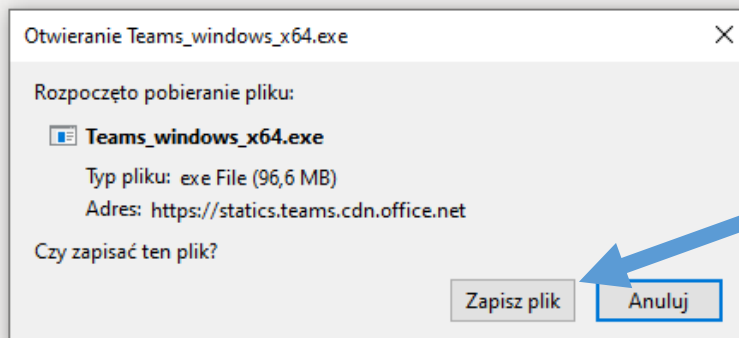 Otwieranie Teams_windows_x64.exe
Rozpoczęto pobieranie pliku:
Teams_windows_x64.exe
Typ pliku: exe File (96,6 MB)
Adres: https://statics.teams.cdn.office.net
Czy zapisać ten plik?
Zapisz plik Anuluj